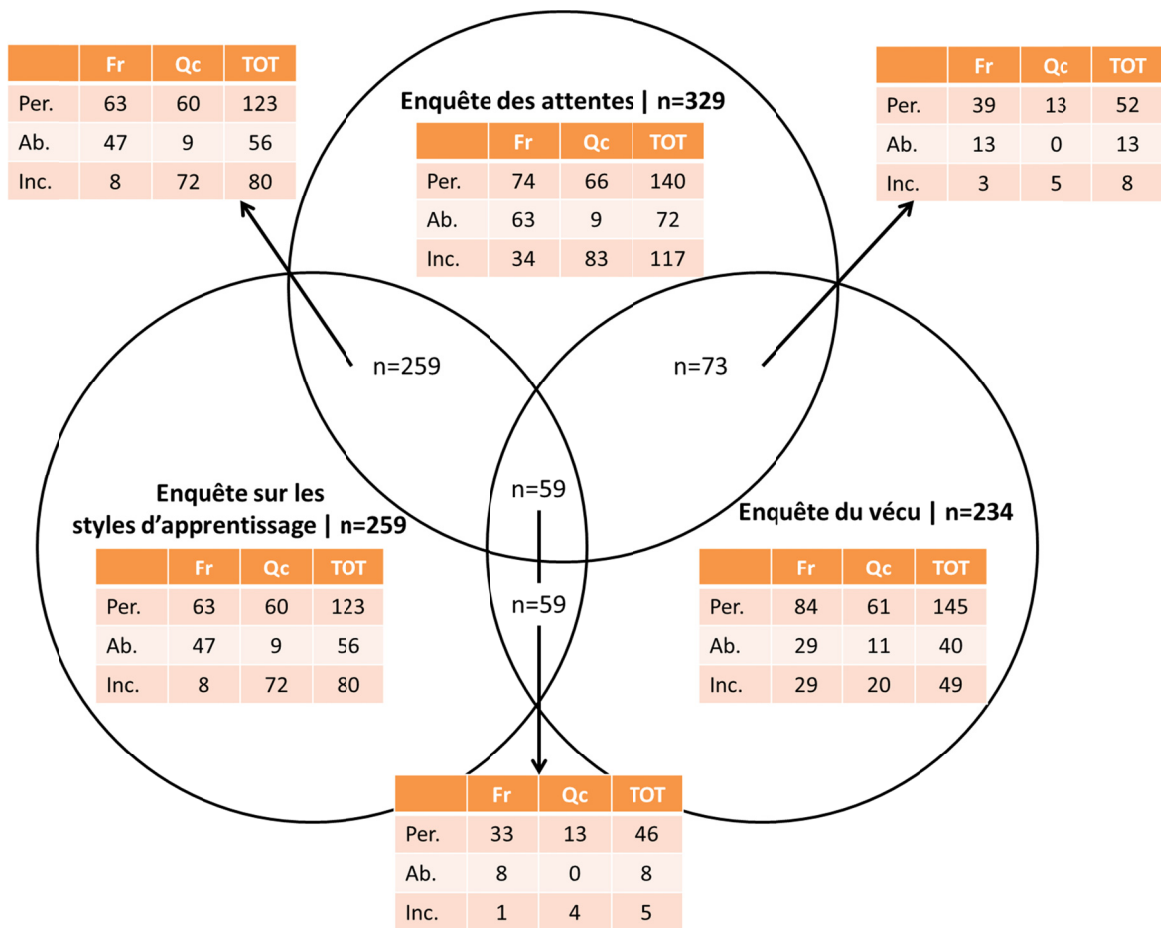 Fr Qc TOT
Per. 63 60 123
Ab. 47 9 56
Inc. 8 72 80
Enquête des attentes | n=329
Fr Qc TOT
Per. 74 66 140
Ab. 63 9 72
Inc. 34 83 117
Fr Qc TOT
Per. 39 13 52
Ab. 13 0 13
Inc. 3 5 8
n=259
n=73
n=59
n=59
Enquête sur les
styles d'apprentissage | n=259
Fr Qc TOT
Per. 63 60 123
Ab. 47 9 56
Inc. 8 72 80
Enquête du vécu | n=234
Fr Qc TOT
Per. 84 61 145
Ab. 29 11 40
Inc. 29 20 49
Fr Qc TOT
Per. 33 13 46
Ab. 8 0 8
Inc. 1 4 5